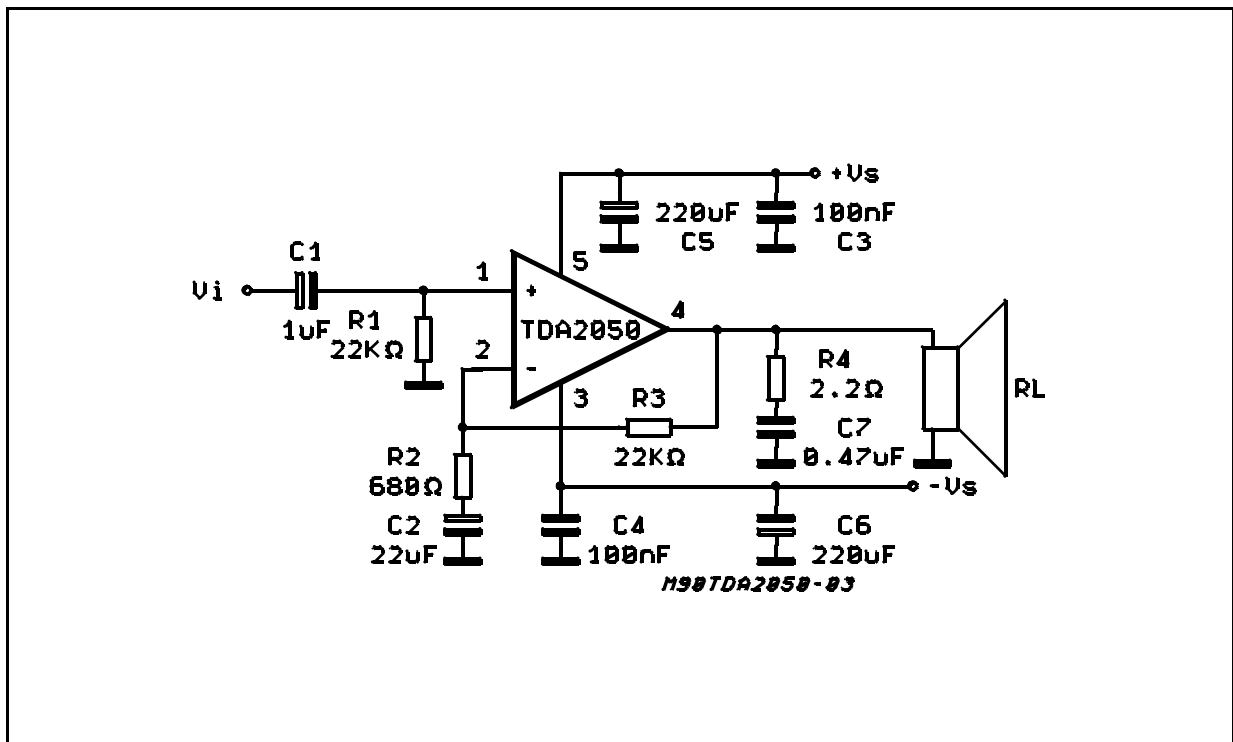 +Vs
220uF
100nF
C5
C3
C1
5
Vi
1
+
4
1uF
R1
22KΩ
TDA2050
2
-
3
R3
R4
2.2Ω
RL
22KΩ
C7
0.47uF
R2
680Ω
-Vs
C2
22uF
C4
100nF
C6
220uF
M90TDA2050-03